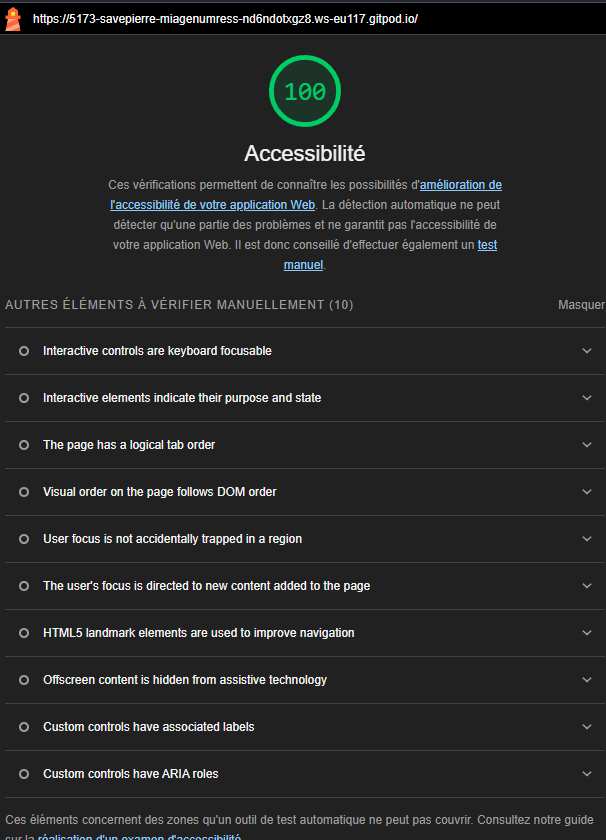 https://5173-savepierre-miagenumress-nd6ndotxgz8.ws-eu117.gitpod.io/
100
Accessibilité
Ces vérifications permettent de connaître les possibilités d'amélioration de
l'accessibilité de votre application Web. La détection automatique ne peut
détecter qu'une partie des problèmes et ne garantit pas l'accessibilité de
votre application Web. Il est donc conseillé d'effectuer également un test
manuel.
AUTRES ÉLÉMENTS À VÉRIFIER MANUELLEMENT (10) Masquer
Interactive controls are keyboard focusable
Interactive elements indicate their purpose and state
The page has a logical tab order
Visual order on the page follows DOM order
User focus is not accidentally trapped in a region
The user's focus is directed to new content added to the page
HTML5 landmark elements are used to improve navigation
Offscreen content is hidden from assistive technology
Custom controls have associated labels
Custom controls have ARIA roles
Ces éléments concernent des zones qu'un outil de test automatique ne peut pas couvrir. Consultez notre guide
sur la réalisation d'un examen d'accessibilité.